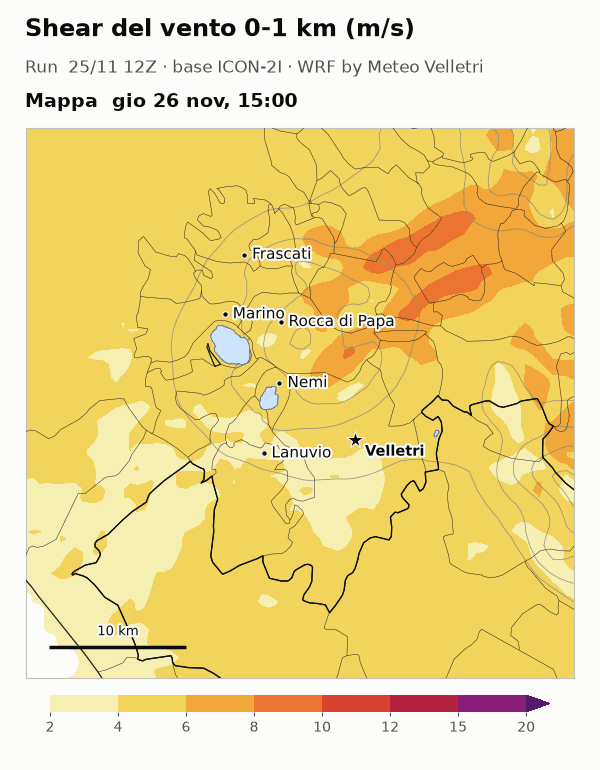 Shear del vento 0-1 km (m/s)
Run  25/11 12Z · base ICON-2I · WRF by Meteo Velletri
Mappa  gio 26 nov, 15:00
Frascati
Marino
Rocca di Papa
Nemi
Velletri
Lanuvio
10 km
2 4 6 8 10 12 15 20